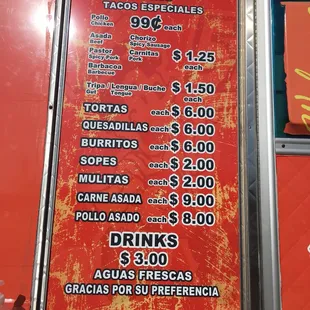 TACOS ESPECIALES
Pollo
Chicken
99¢ each
Asada
Beef
Chorizo
Spicy Sausage
Pastor
Spicy Pork
Carnitas
Pork
$ 1.25
each
Barbacoa
Barbecue
Tripa / Lengua / Buche
Gut Tongue
$ 1.50
each
TORTAS each $ 6.00
QUESADILLAS each $ 6.00
BURRITOS each $ 6.00
SOPES each $ 2.00
MULITAS each $ 2.00
CARNE ASADA each $ 9.00
POLLO ASADO each $ 8.00
DRINKS
$ 3.00
AGUAS FRESCAS
GRACIAS POR SU PREFERENCIA